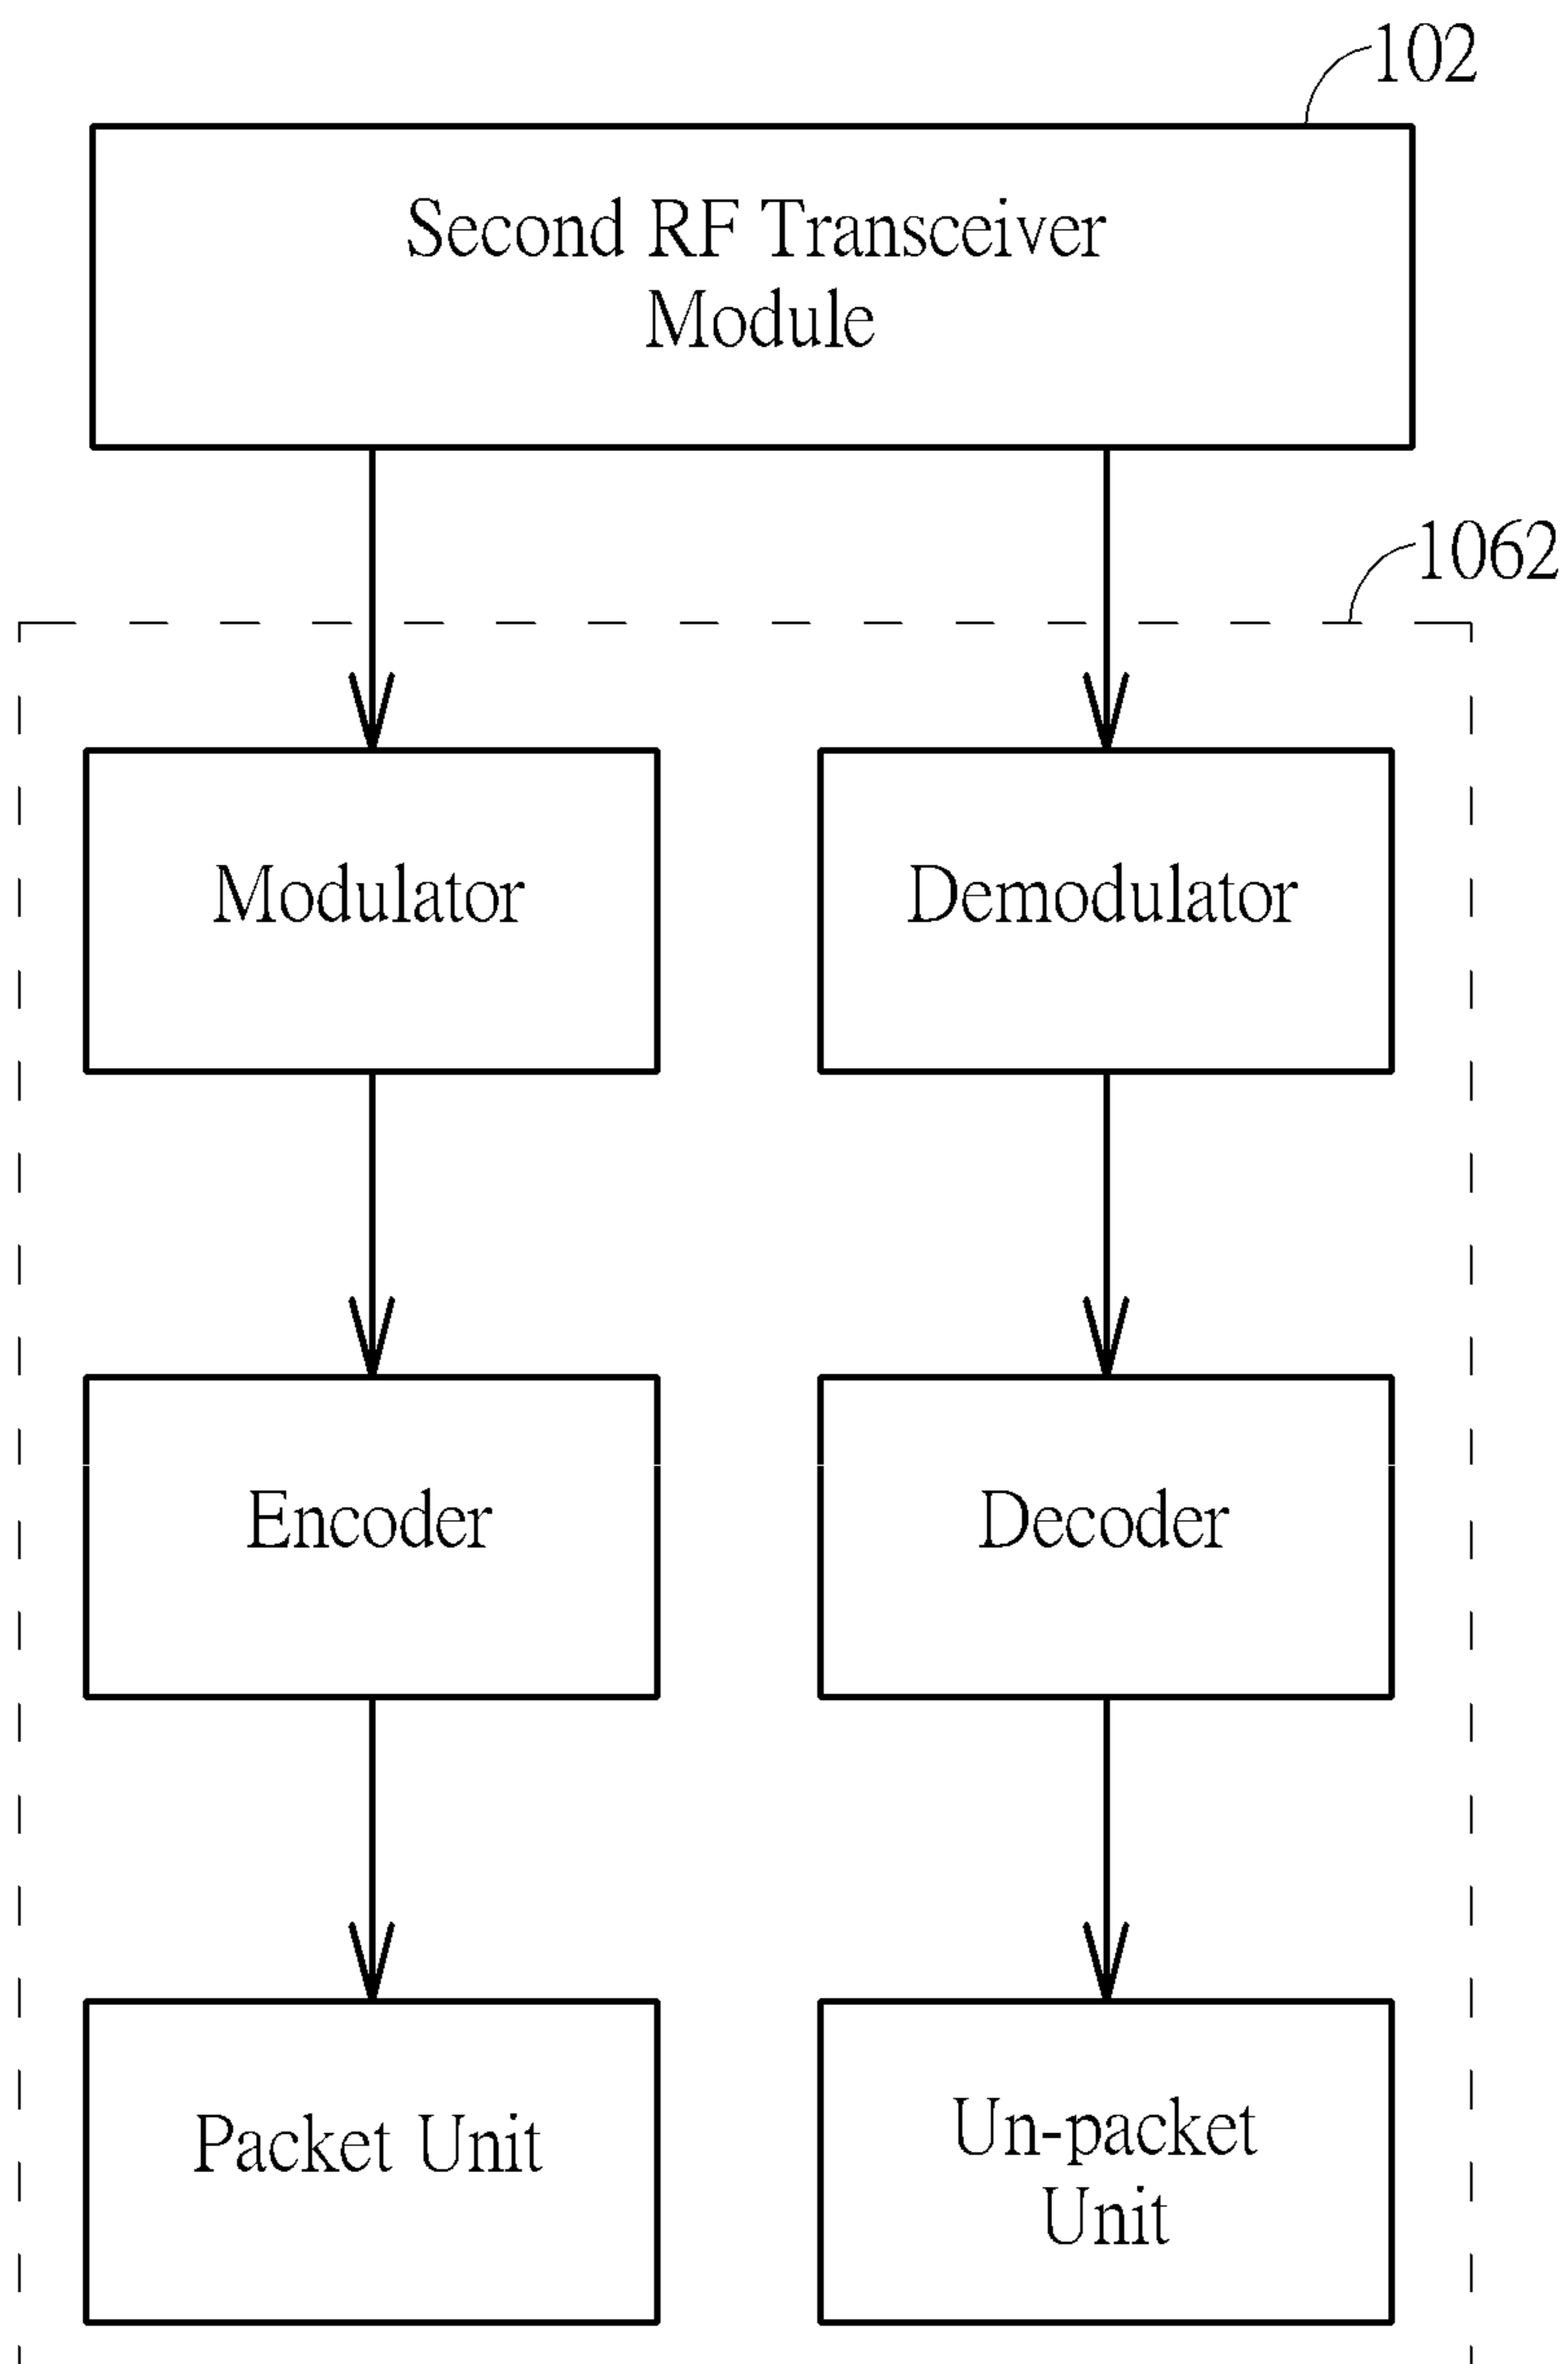 102
Second RF Transceiver
Module
1062
Modulator
Demodulator
Encoder
Decoder
Packet Unit
Un-packet
Unit